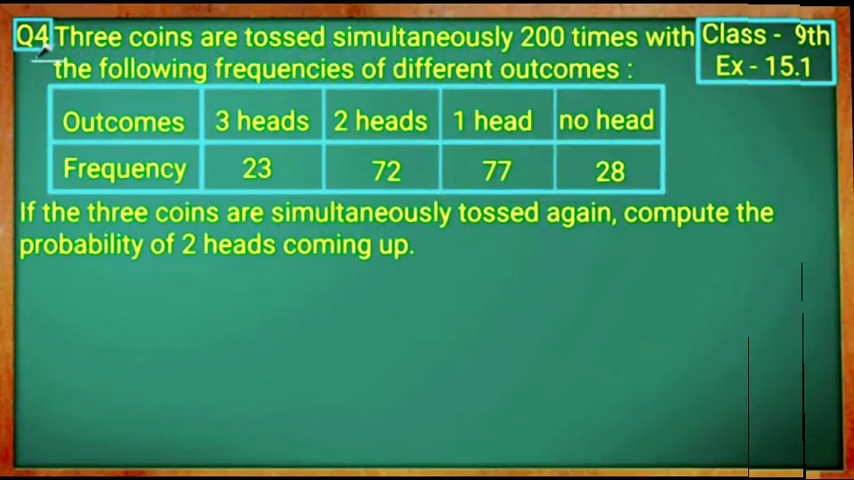 Q4 Three coins are tossed simultaneously 200 times with
the following frequencies of different outcomes :
Class - 9th
Ex - 15.1
Outcomes 3 heads 2 heads 1 head no head
Frequency 23 72 77 28
If the three coins are simultaneously tossed again, compute the
probability of 2 heads coming up.